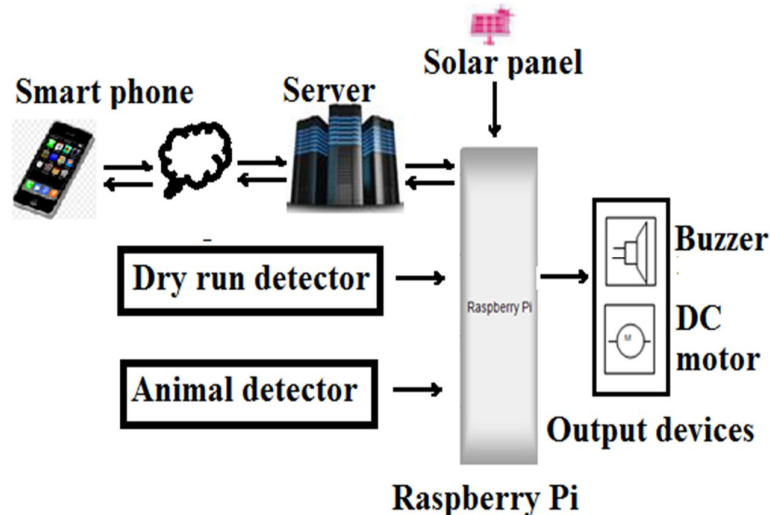 Solar panel
Smart phone
Server
Dry run detector
Raspberry Pi
Buzzer
M
DC
motor
Animal detector
Output devices
Raspberry Pi